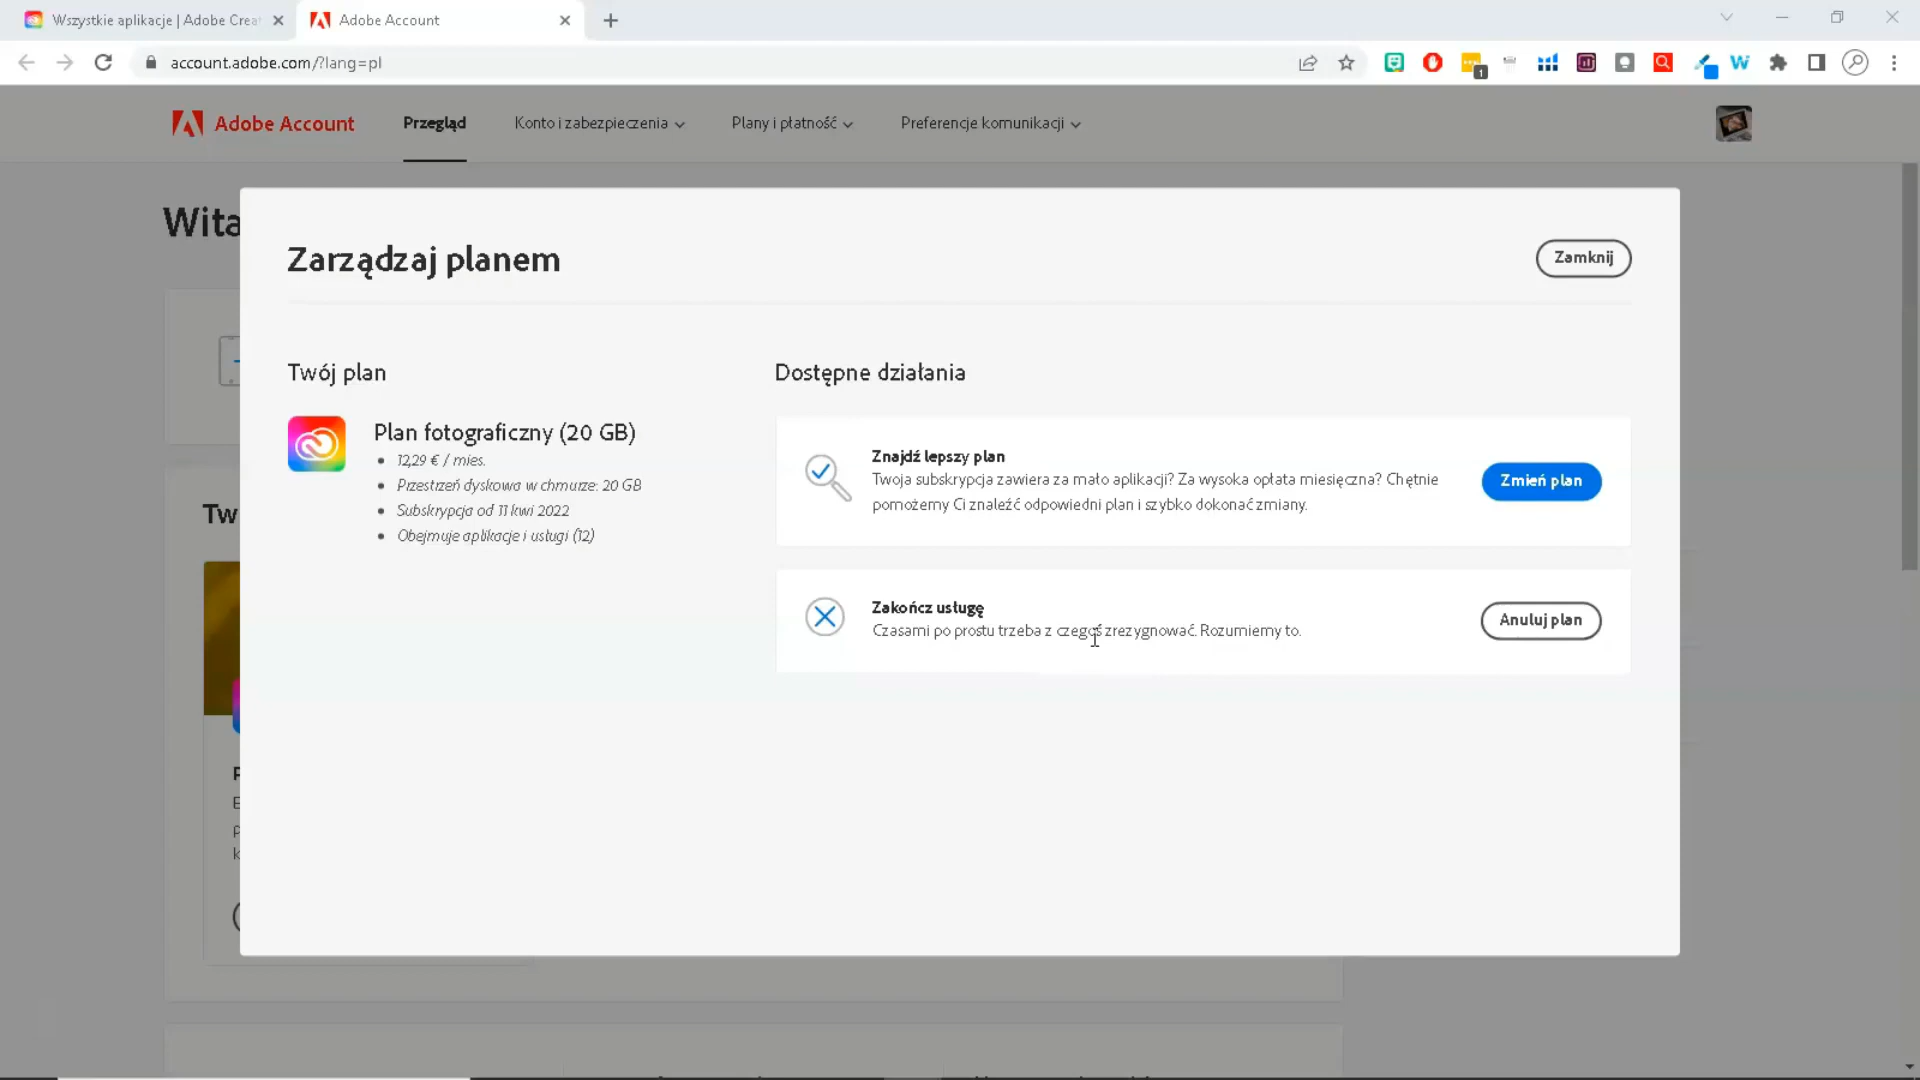 Wszystkie aplikacje | Adobe Crea
Adobe Account
account.adobe.com/?lang=pl
1
W
Adobe Account
Przegląd
Konto i zabezpieczenia
Plany i płatność
Preferencje komunikacji
Wita
Zarządzaj planem
Zamknij
Twój plan
Dostępne działania
Plan fotograficzny (20 GB)
12,29 € / mies.
Przestrzeń dyskowa w chmurze: 20 GB
Subskrypcja od 11 kwi 2022
Obejmuje aplikacje i usługi (12)
Znajdź lepszy plan
Twoja subskrypcja zawiera za mało aplikacji? Za wysoka opłata miesięczna? Chętnie
pomożemy Ci znaleźć odpowiedni plan i szybko dokonać zmiany.
Zmień plan
Zakończ usługę
Czasami po prostu trzeba z czegoś zrezygnować. Rozumiemy to.
Anuluj plan
Tw